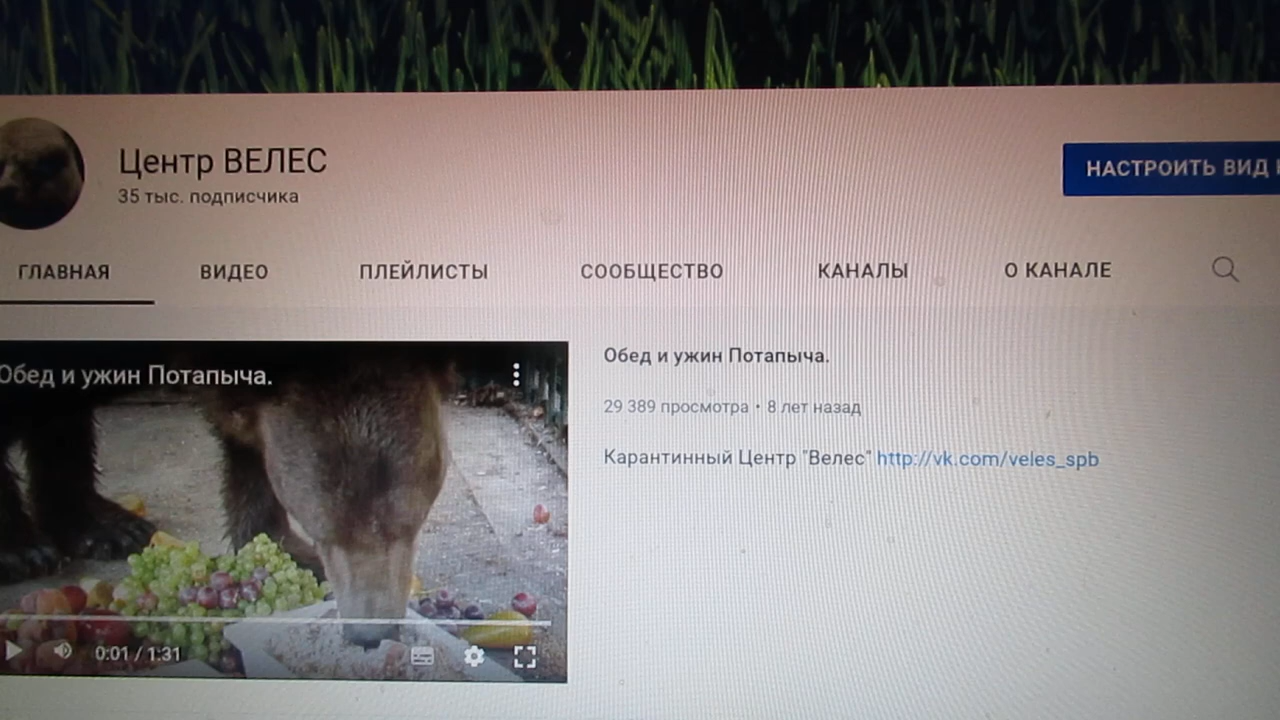 Центр ВЕЛЕС
35 тыс. подписчика
НАСТРОИТЬ ВИД
ГЛАВНАЯ ВИДЕО ПЛЕЙЛИСТЫ СООБЩЕСТВО КАНАЛЫ О КАНАЛЕ
Обед и ужин Потапыча.
0:01 / 1:31
Обед и ужин Потапыча.
29 389 просмотра • 8 лет назад
Карантинный Центр "Велес" http://vk.com/veles_spb